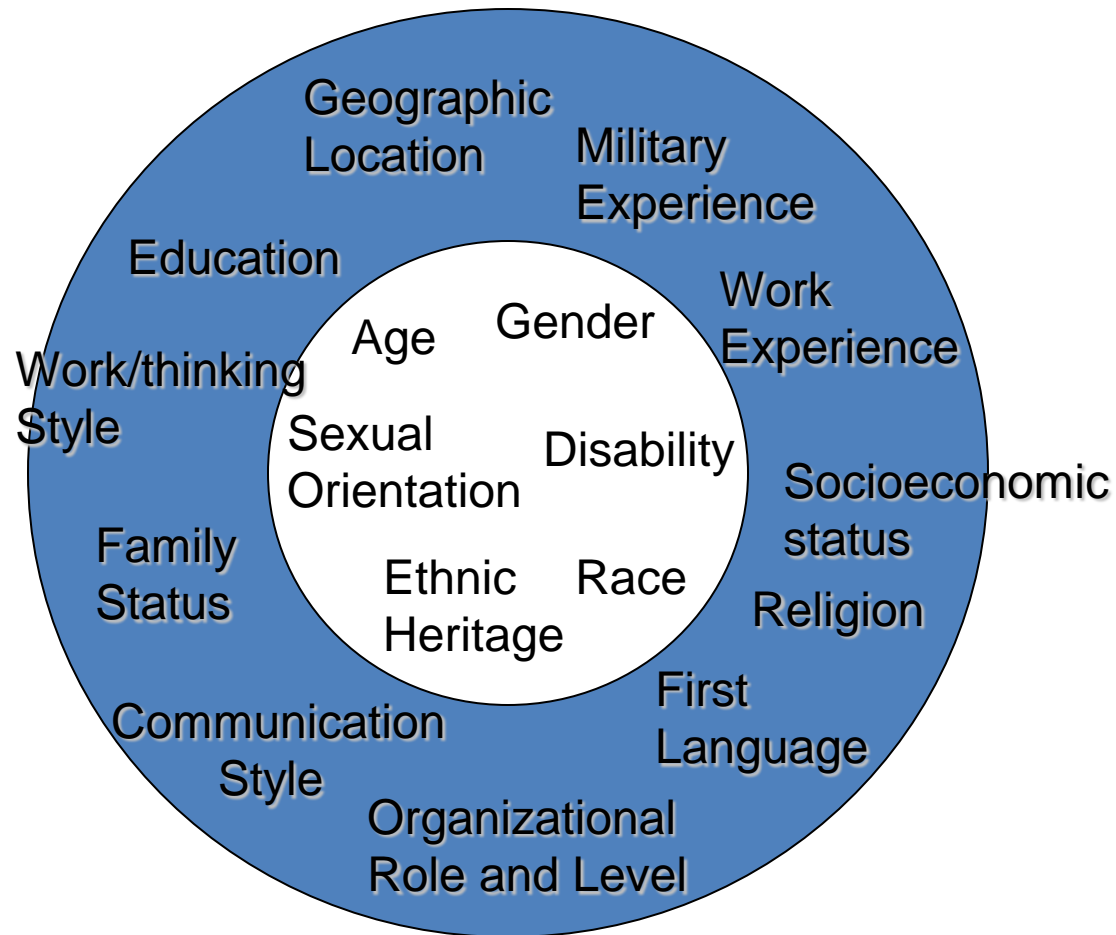 Geographic
Location
Military
Experience
Education
Work
Experience
Work/thinking
Style
Age
Gender
Sexual
Orientation
Disability
Socioeconomic
status
Family
Status
Ethnic
Heritage
Race
Religion
First
Language
Communication
Style
Organizational
Role and Level